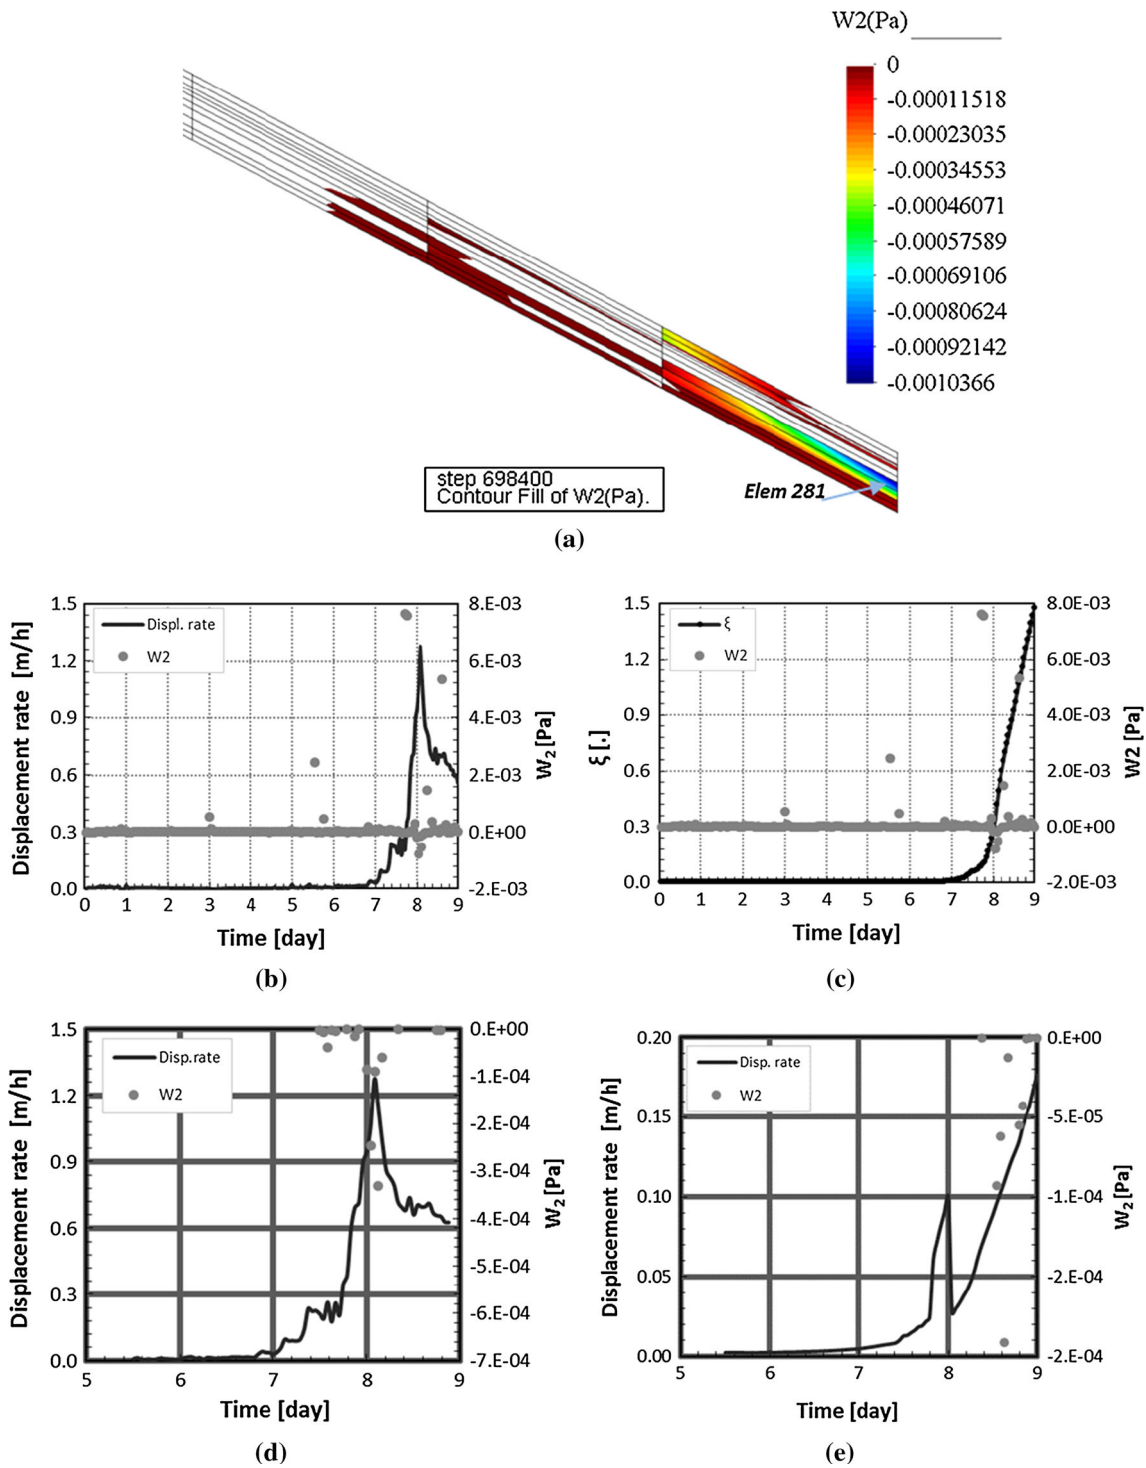 W2(Pa)
0
-0.00011518
-0.00023035
-0.00034553
-0.00046071
-0.00057589
-0.00069106
-0.00080624
-0.00092142
-0.0010366
step 698400
Contour Fill of W2(Pa).
Elem 281
(a)
Displacement rate [m/h]
1.5
1.2
0.9
0.6
0.3
0.0
Displ. rate
W2
8.E-03
6.E-03
4.E-03
2.E-03
0.E+00
-2.E-03
W2 [Pa]
0 1 2 3 4 5 6 7 8 9
Time [day]
(b)
ξ [.]
1.5
1.2
0.9
0.6
0.3
0.0
ξ
W2
8.0E-03
6.0E-03
4.0E-03
2.0E-03
0.0E+00
-2.0E-03
W2 [Pa]
0 1 2 3 4 5 6 7 8 9
Time [day]
(c)
Displacement rate [m/h]
1.5
1.2
0.9
0.6
0.3
0.0
Disp.rate
W2
0.E+00
-1.E-04
-2.E-04
-3.E-04
-4.E-04
-5.E-04
-6.E-04
-7.E-04
W2 [Pa]
5 6 7 8 9
Time [day]
(d)
Displacement rate [m/h]
0.20
0.15
0.10
0.05
0.00
Disp. rate
W2
0.E+00
-5.E-05
-1.E-04
-2.E-04
-2.E-04
W2 [Pa]
5 6 7 8 9
Time [day]
(e)